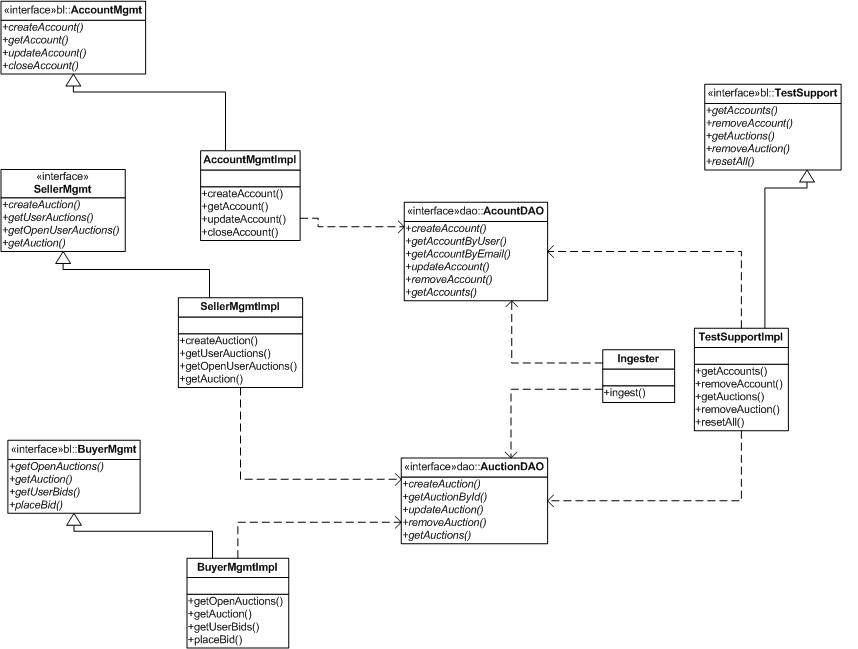 «interface»bl::AccountMgmt
+createAccount()
+getAccount()
+updateAccount()
+closeAccount()
«interface»bl::TestSupport
+getAccounts()
+removeAccount()
+getAuctions()
+removeAuction()
+resetAll()
AccountMgmtImpl
+createAccount()
+getAccount()
+updateAccount()
+closeAccount()
«interface»
SellerMgmt
+createAuction()
+getUserAuctions()
+getOpenUserAuctions()
+getAuction()
«interface»dao::AcountDAO
+createAccount()
+getAccountByUser()
+getAccountByEmail()
+updateAccount()
+removeAccount()
+getAccounts()
SellerMgmtImpl
+createAuction()
+getUserAuctions()
+getOpenUserAuctions()
+getAuction()
Ingester
+ingest()
TestSupportImpl
+getAccounts()
+removeAccount()
+getAuctions()
+removeAuction()
+resetAll()
«interface»bl::BuyerMgmt
+getOpenAuctions()
+getAuction()
+getUserBids()
+placeBid()
«interface»dao::AuctionDAO
+createAuction()
+getAuctionById()
+updateAuction()
+removeAuction()
+getAuctions()
BuyerMgmtImpl
+getOpenAuctions()
+getAuction()
+getUserBids()
+placeBid()